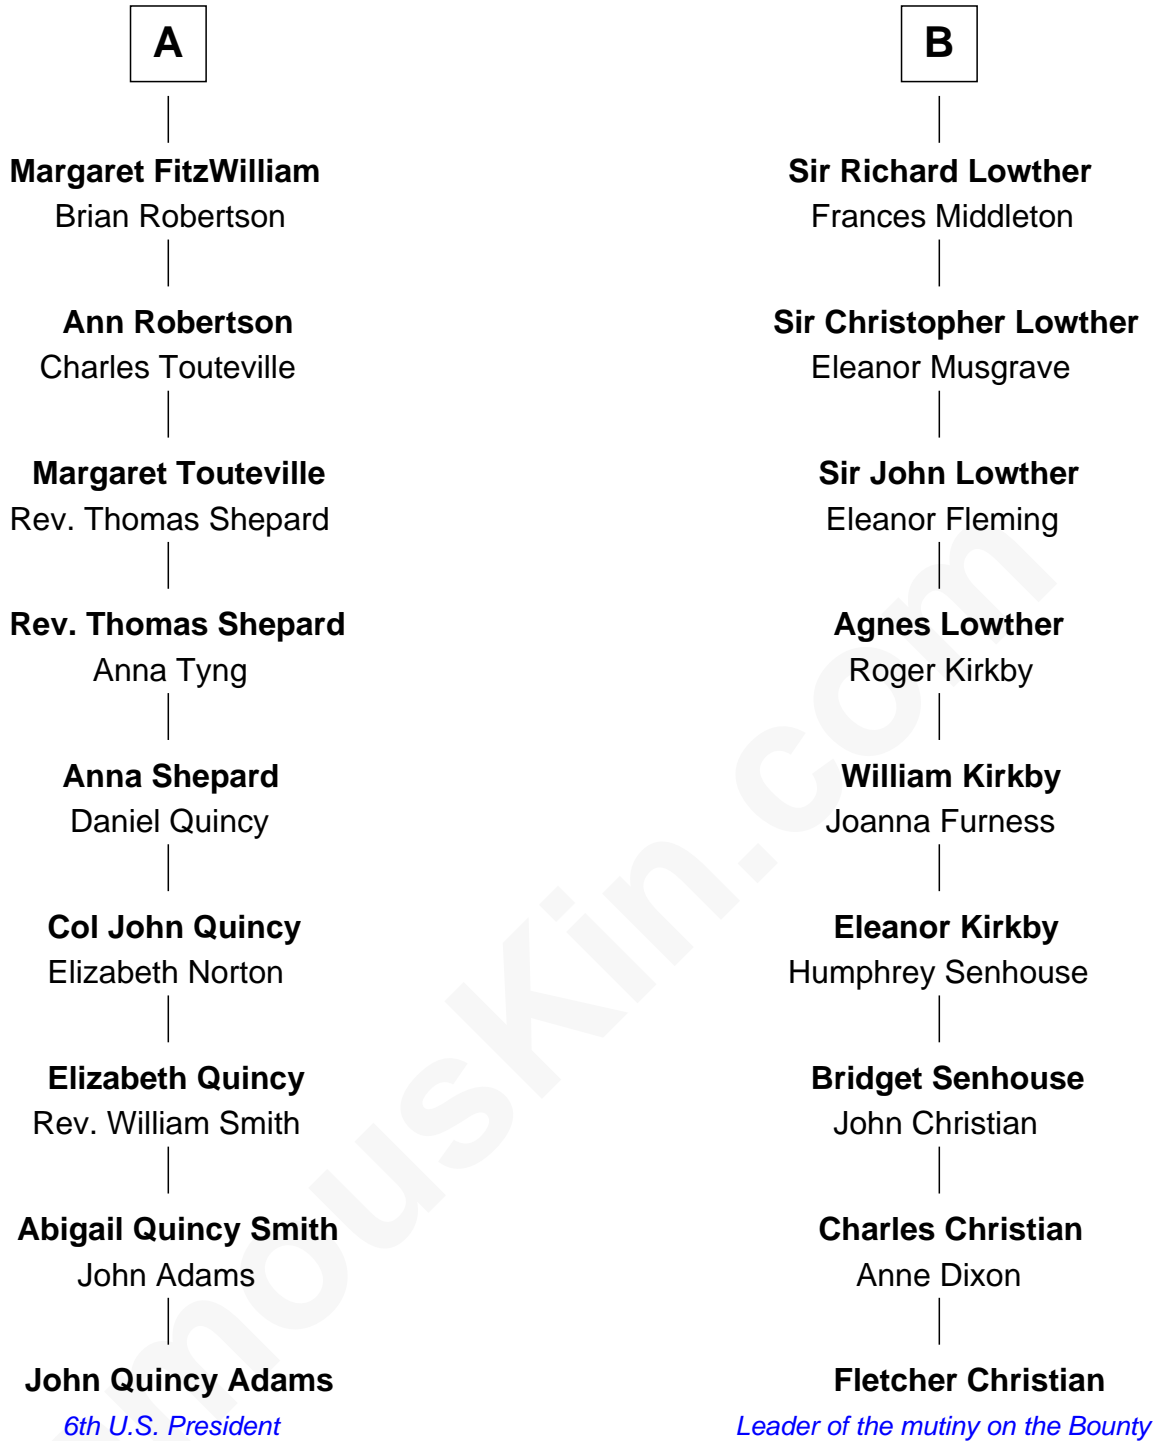 A
Margaret FitzWilliam
Brian Robertson
Ann Robertson
Charles Touteville
Margaret Touteville
Rev. Thomas Shepard
Rev. Thomas Shepard
Anna Tyng
Anna Shepard
Daniel Quincy
Col John Quincy
Elizabeth Norton
Elizabeth Quincy
Rev. William Smith
Abigail Quincy Smith
John Adams
John Quincy Adams
6th U.S. President
B
Sir Richard Lowther
Frances Middleton
Sir Christopher Lowther
Eleanor Musgrave
Sir John Lowther
Eleanor Fleming
Agnes Lowther
Roger Kirkby
William Kirkby
Joanna Furness
Eleanor Kirkby
Humphrey Senhouse
Bridget Senhouse
John Christian
Charles Christian
Anne Dixon
Fletcher Christian
Leader of the mutiny on the Bounty
mousKin.com